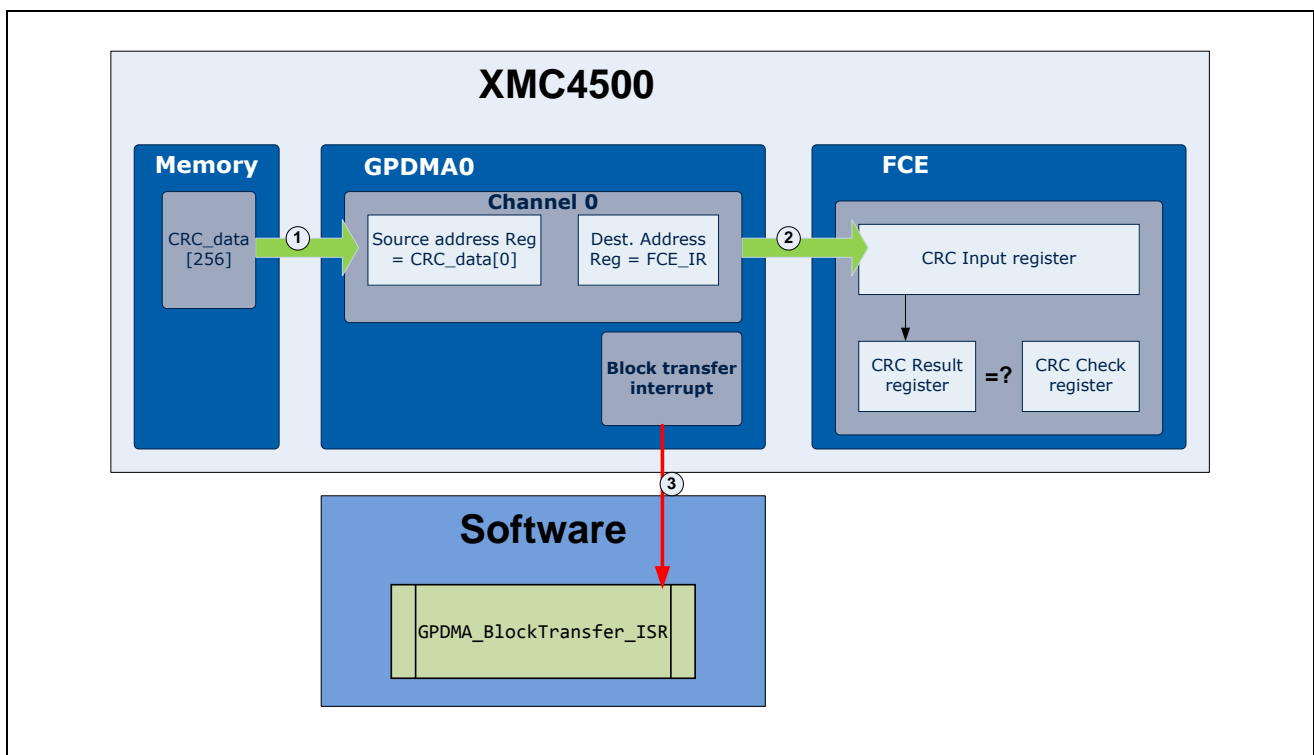 XMC4500
Memory
CRC_data
[256]
1
GPDMA0
Channel 0
Source address Reg
= CRC_data[0]
Dest. Address
Reg = FCE_IR
Block transfer
interrupt
2
FCE
CRC Input register
CRC Result
register
=?
CRC Check
register
3
Software
GPDMA_BlockTransfer_ISR